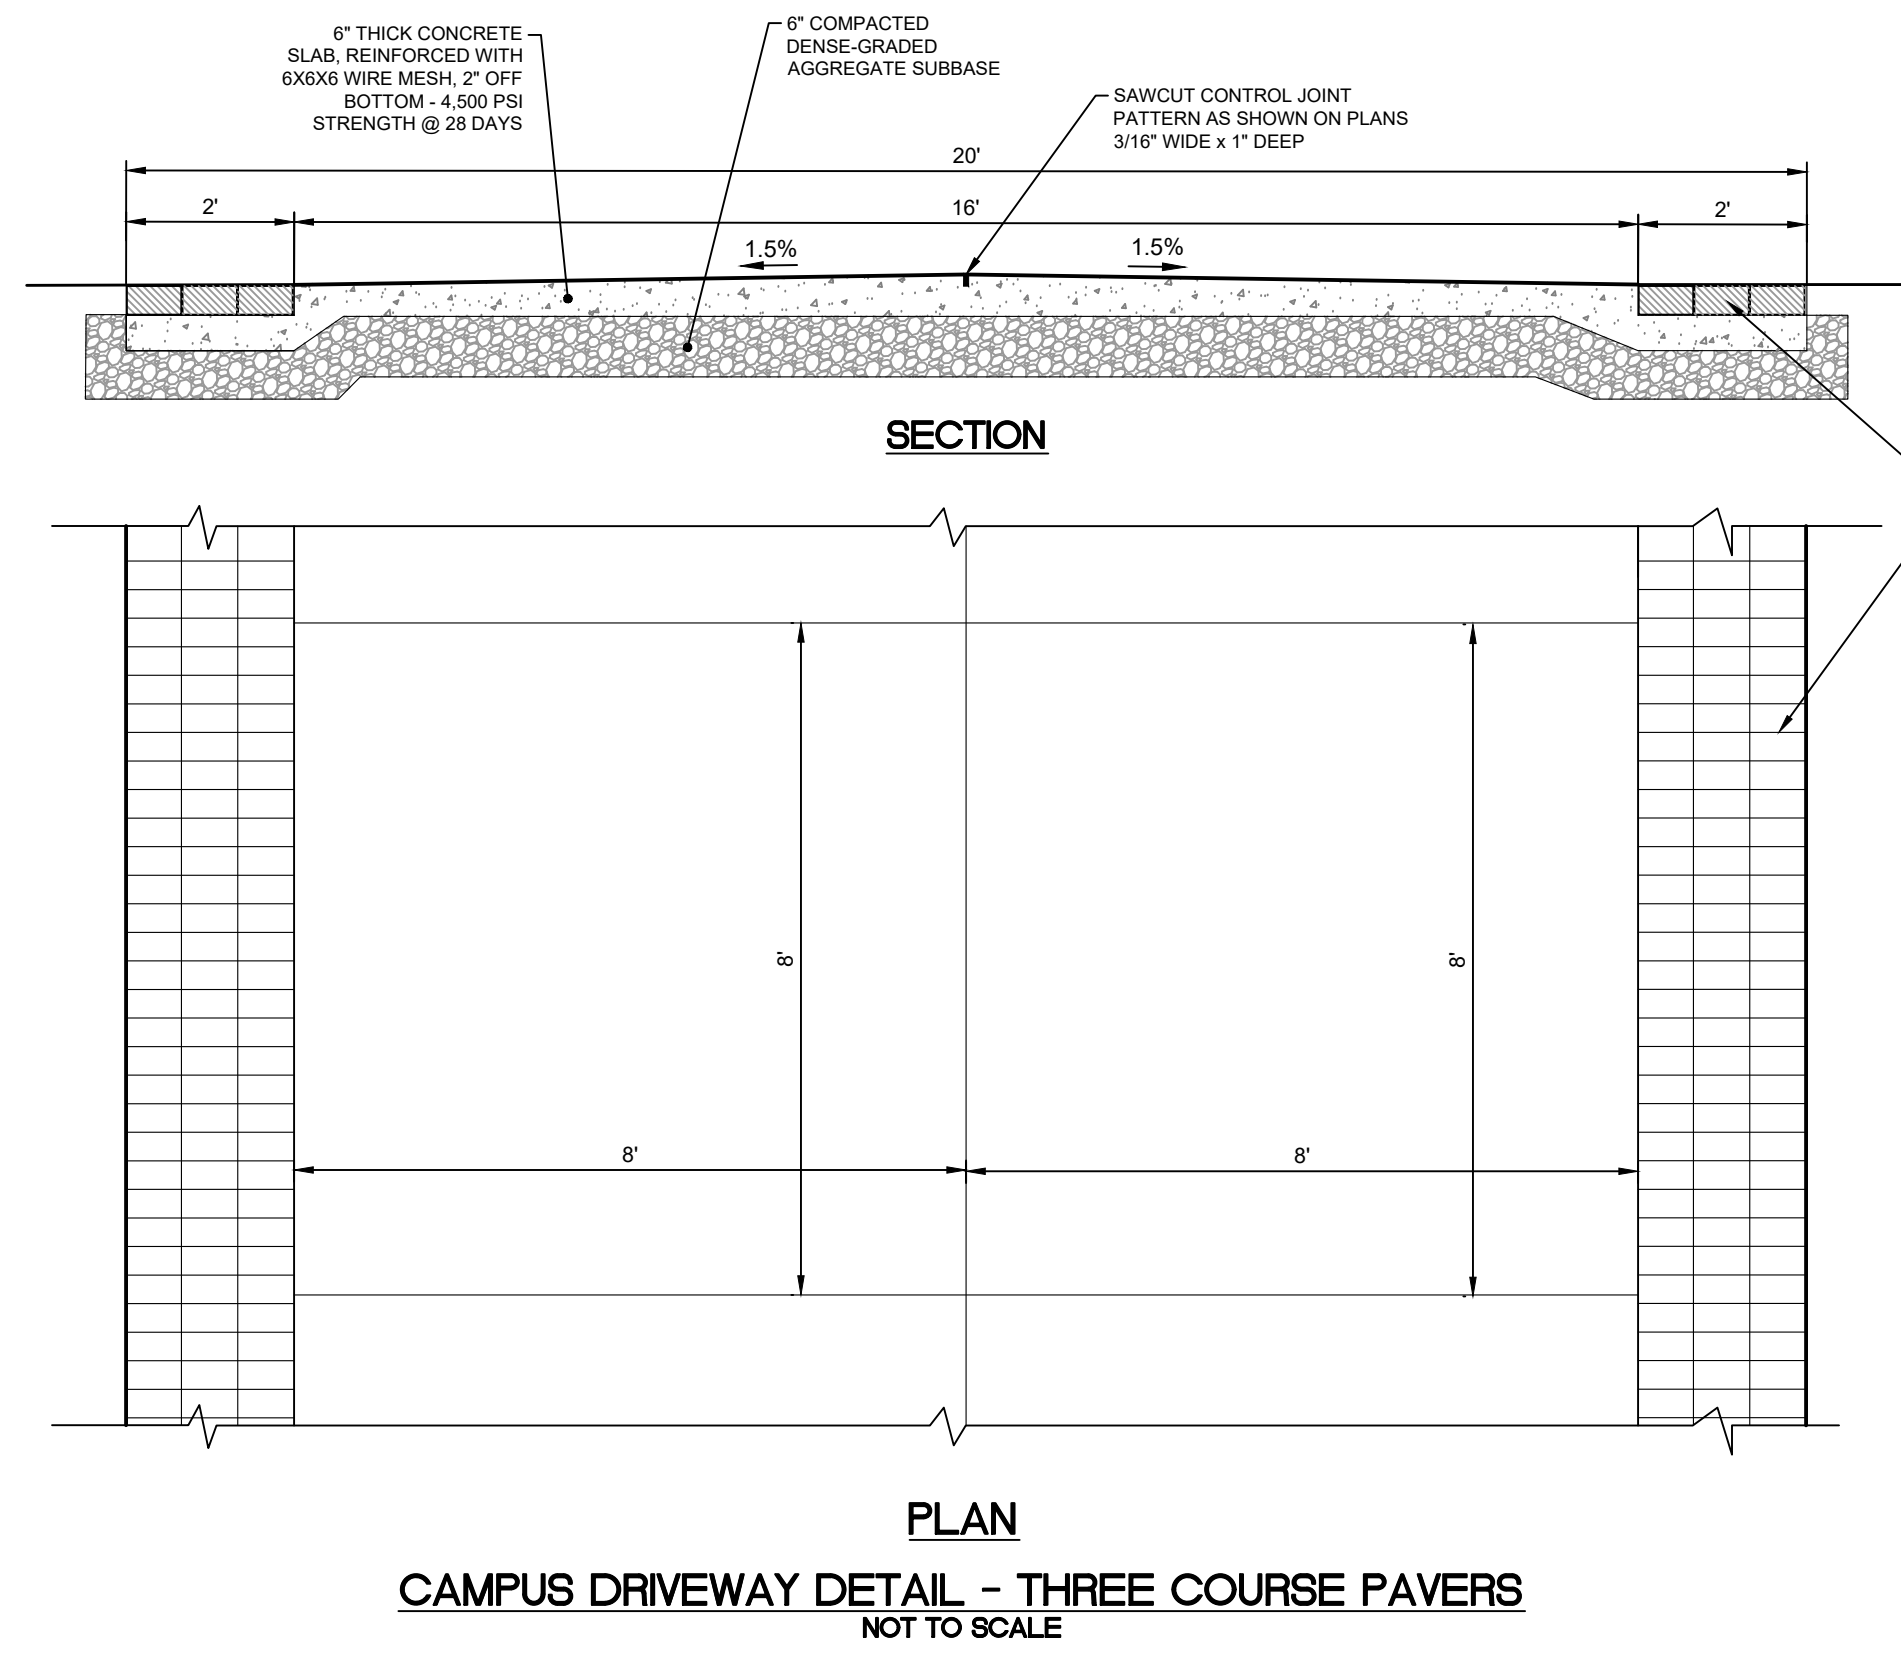 6" THICK CONCRETE
SLAB, REINFORCED WITH
6X6X6 WIRE MESH, 2" OFF
BOTTOM - 4,500 PSI
STRENGTH @ 28 DAYS
6" COMPACTED
DENSE-GRADED
AGGREGATE SUBBASE
SAWCUT CONTROL JOINT
PATTERN AS SHOWN ON PLANS
3/16" WIDE x 1" DEEP
20'
2'
16'
2'
1.5%
1.5%
SECTION
8'
8'
8'
8'
PLAN
CAMPUS DRIVEWAY DETAIL - THREE COURSE PAVERS
NOT TO SCALE